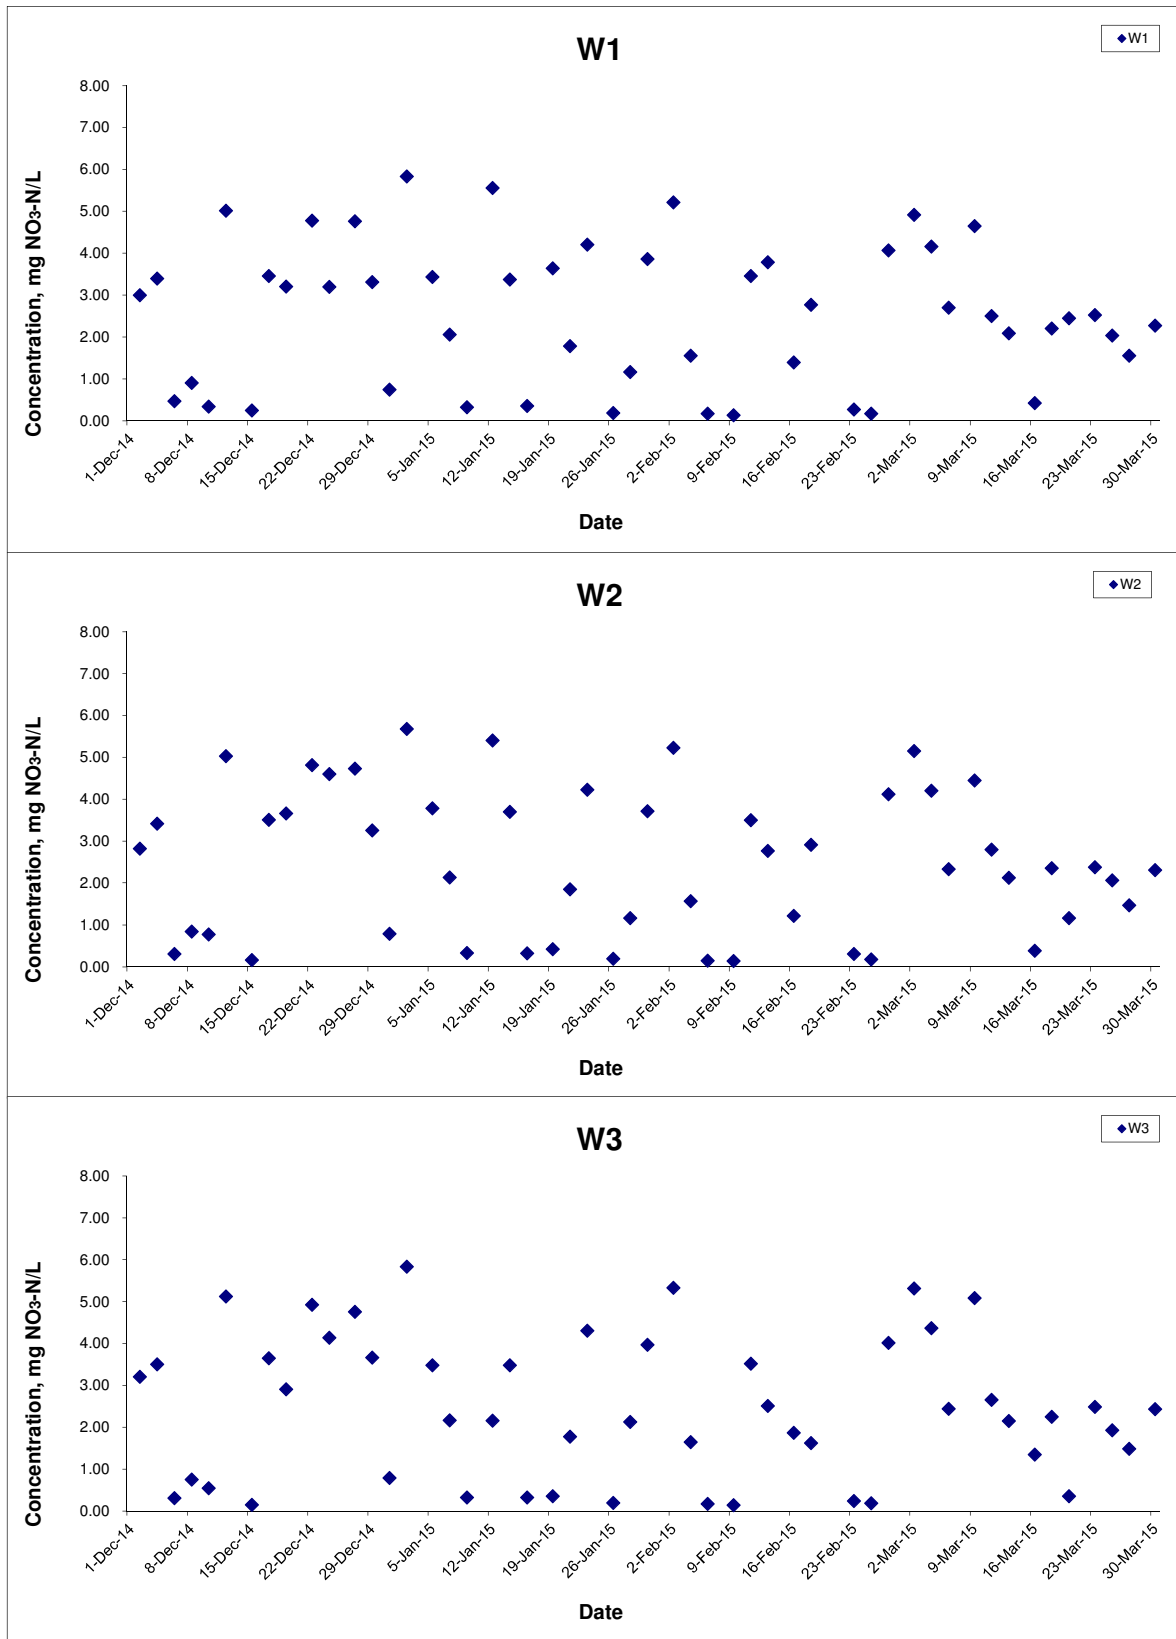 W1
W1
8.00
7.00
6.00
5.00
4.00
3.00
2.00
1.00
0.00
Concentration, mg NO3-N/L
1-Dec-14
8-Dec-14
15-Dec-14
22-Dec-14
29-Dec-14
5-Jan-15
12-Jan-15
19-Jan-15
26-Jan-15
2-Feb-15
9-Feb-15
16-Feb-15
23-Feb-15
2-Mar-15
9-Mar-15
16-Mar-15
23-Mar-15
30-Mar-15
Date
W2
W2
8.00
7.00
6.00
5.00
4.00
3.00
2.00
1.00
0.00
Concentration, mg NO3-N/L
1-Dec-14
8-Dec-14
15-Dec-14
22-Dec-14
29-Dec-14
5-Jan-15
12-Jan-15
19-Jan-15
26-Jan-15
2-Feb-15
9-Feb-15
16-Feb-15
23-Feb-15
2-Mar-15
9-Mar-15
16-Mar-15
23-Mar-15
30-Mar-15
Date
W3
W3
8.00
7.00
6.00
5.00
4.00
3.00
2.00
1.00
0.00
Concentration, mg NO3-N/L
1-Dec-14
8-Dec-14
15-Dec-14
22-Dec-14
29-Dec-14
5-Jan-15
12-Jan-15
19-Jan-15
26-Jan-15
2-Feb-15
9-Feb-15
16-Feb-15
23-Feb-15
2-Mar-15
9-Mar-15
16-Mar-15
23-Mar-15
30-Mar-15
Date